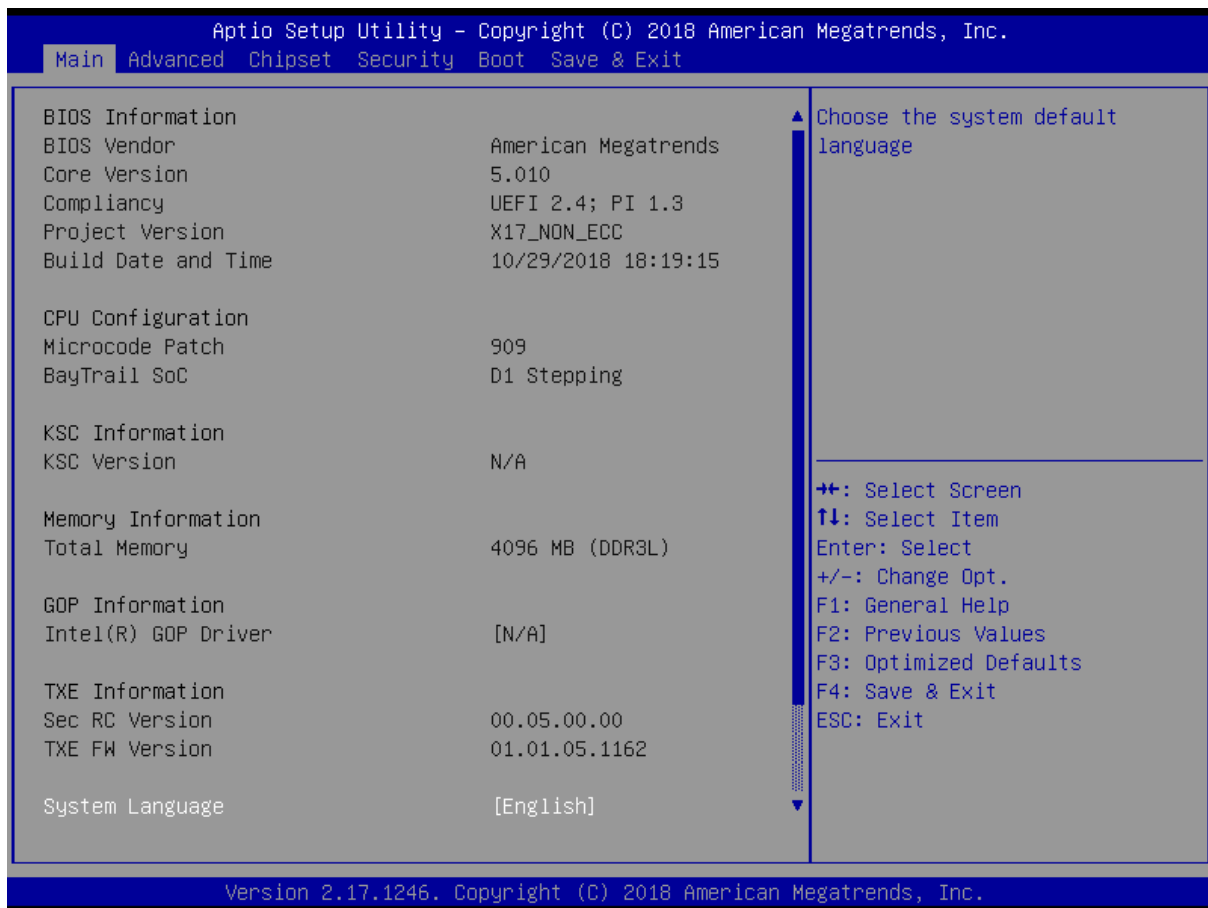 Aptio Setup Utility – Copyright (C) 2018 American Megatrends, Inc.
Main Advanced Chipset Security Boot Save & Exit
BIOS Information
BIOS Vendor American Megatrends
Core Version 5.010
Compliancy UEFI 2.4; PI 1.3
Project Version X17_NON_ECC
Build Date and Time 10/29/2018 18:19:15
CPU Configuration
Microcode Patch 909
BayTrail SoC D1 Stepping
KSC Information
KSC Version N/A
Memory Information
Total Memory 4096 MB (DDR3L)
GOP Information
Intel(R) GOP Driver [N/A]
TXE Information
Sec RC Version 00.05.00.00
TXE FW Version 01.01.05.1162
System Language [English]
Choose the system default
language
→←: Select Screen
↑↓: Select Item
Enter: Select
+/-: Change Opt.
F1: General Help
F2: Previous Values
F3: Optimized Defaults
F4: Save & Exit
ESC: Exit
Version 2.17.1246. Copyright (C) 2018 American Megatrends, Inc.